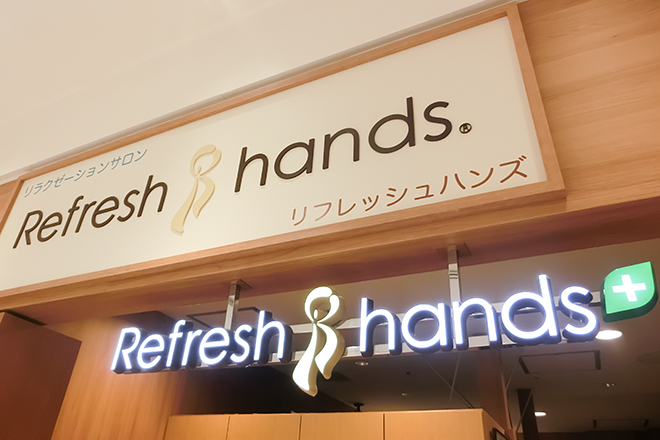 リラクゼーションサロン
Refresh hands.®
リフレッシュハンズ
Refresh hands+